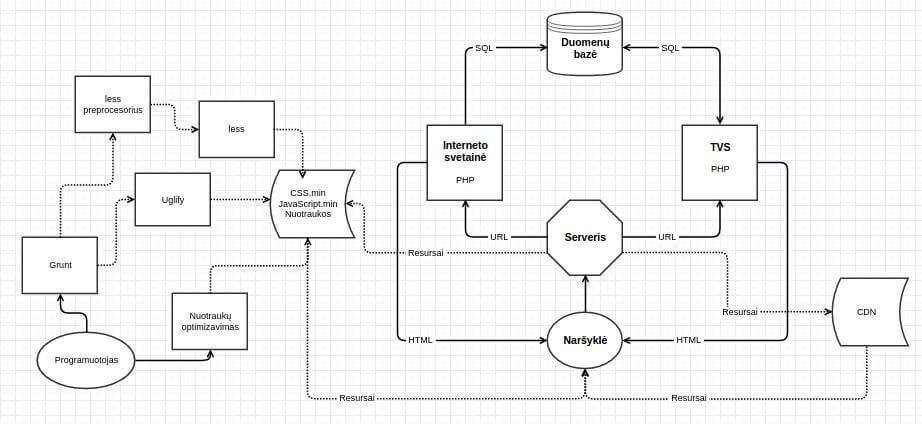 SQL
Duomenų
bazė
SQL
less
preprocesorius
less
Interneto
svetainė
PHP
TVS
PHP
Uglify
CSS.min
JavaScript.min
Nuotraukos
URL
Serveris
URL
Resursai
Grunt
Nuotraukų
optimizavimas
Resursai
CDN
HTML
Naršyklė
HTML
Programuotojas
Resursai
Resursai